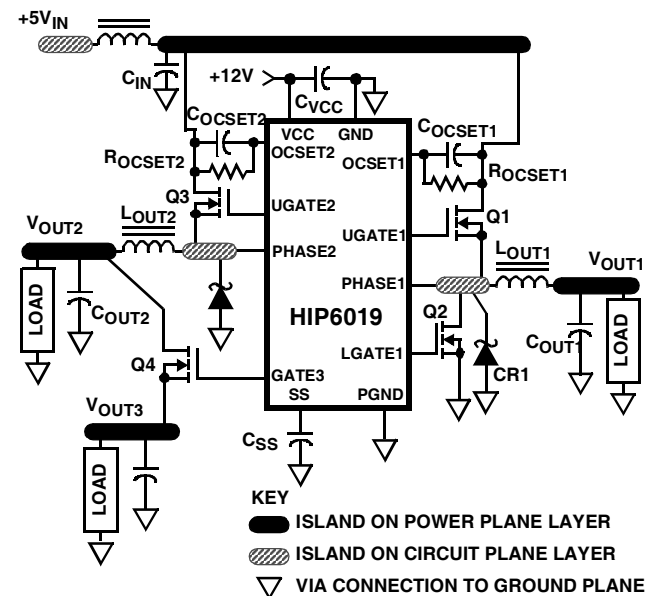 +5VIN
CIN
+12V
CVCC
COCSET2
VCC
GND
COCSET1
OCSET2
OCSET1
ROCSET2
ROCSET1
Q3
UGATE2
Q1
UGATE1
VOUT2
LOUT2
PHASE2
LOUT1
VOUT1
PHASE1
LOAD
COUT2
HIP6019
Q2
COUT1
LOAD
Q4
LGATE1
CR1
GATE3
SS
PGND
VOUT3
CSS
LOAD
KEY
ISLAND ON POWER PLANE LAYER
ISLAND ON CIRCUIT PLANE LAYER
VIA CONNECTION TO GROUND PLANE